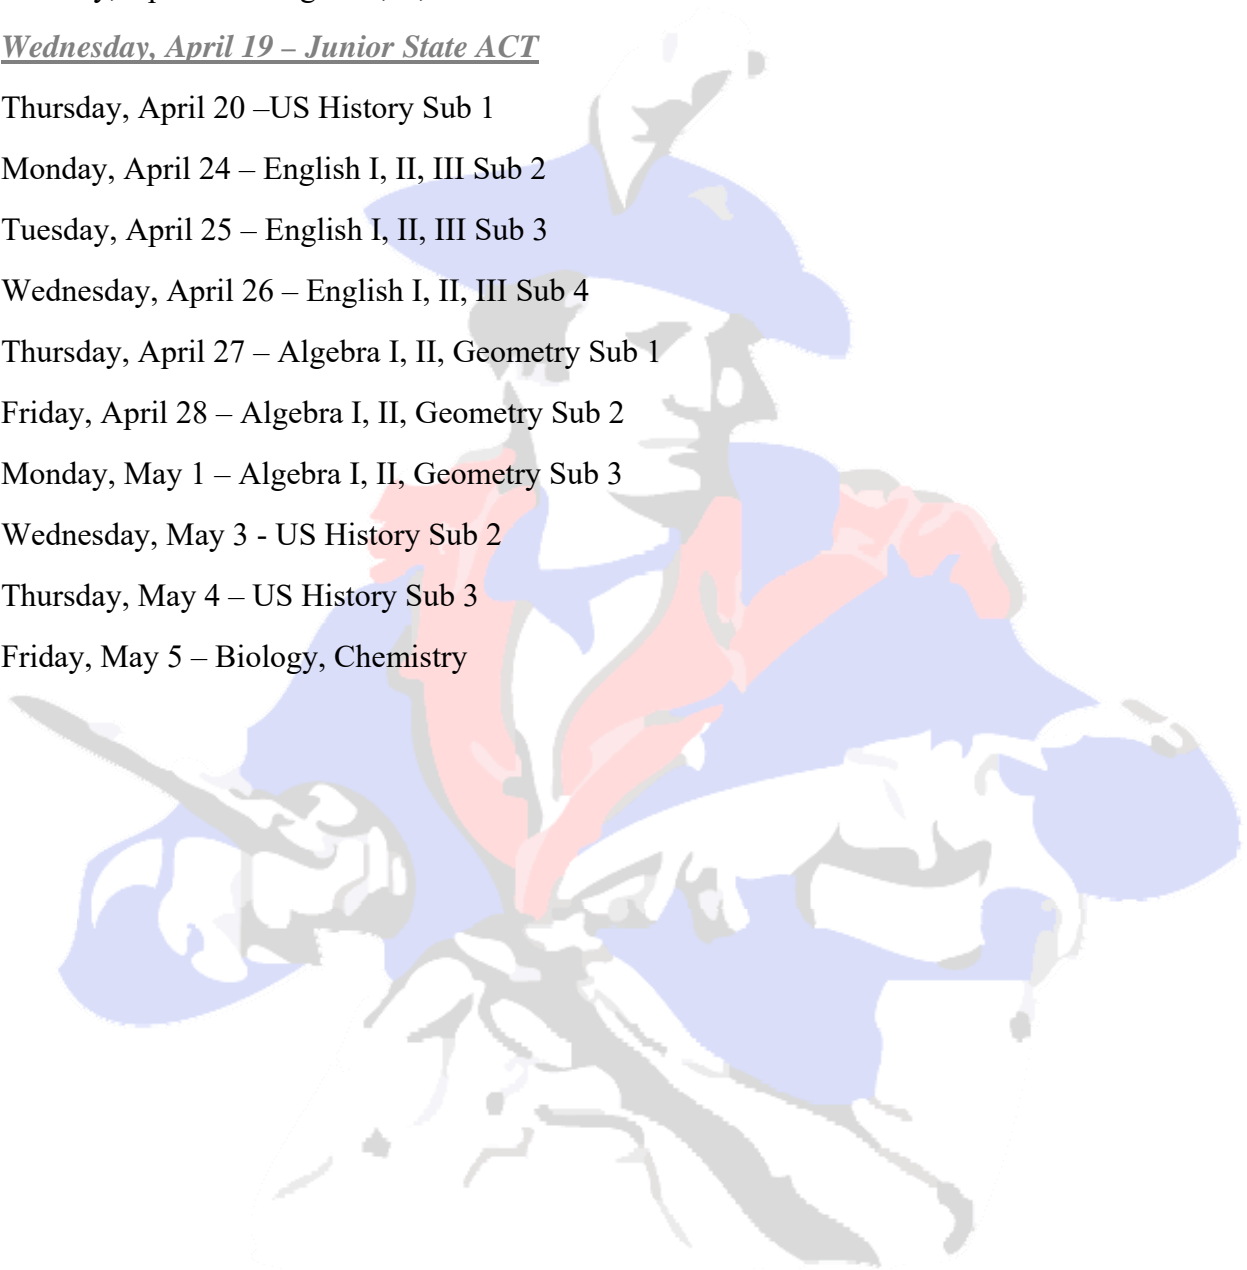 Wednesday, April 19 – Junior State ACT
Thursday, April 20 –US History Sub 1
Monday, April 24 – English I, II, III Sub 2
Tuesday, April 25 – English I, II, III Sub 3
Wednesday, April 26 – English I, II, III Sub 4
Thursday, April 27 – Algebra I, II, Geometry Sub 1
Friday, April 28 – Algebra I, II, Geometry Sub 2
Monday, May 1 – Algebra I, II, Geometry Sub 3
Wednesday, May 3 - US History Sub 2
Thursday, May 4 – US History Sub 3
Friday, May 5 – Biology, Chemistry